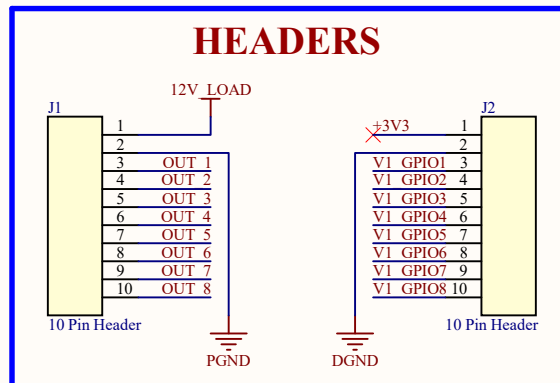 HEADERS
12V_LOAD
J1
1
2
3 OUT_1
4 OUT_2
5 OUT_3
6 OUT_4
7 OUT_5
8 OUT_6
9 OUT_7
10 OUT_8
10 Pin Header
PGND
J2
+3V3 1
2
V1_GPIO1 3
V1_GPIO2 4
V1_GPIO3 5
V1_GPIO4 6
V1_GPIO5 7
V1_GPIO6 8
V1_GPIO7 9
V1_GPIO8 10
10 Pin Header
DGND